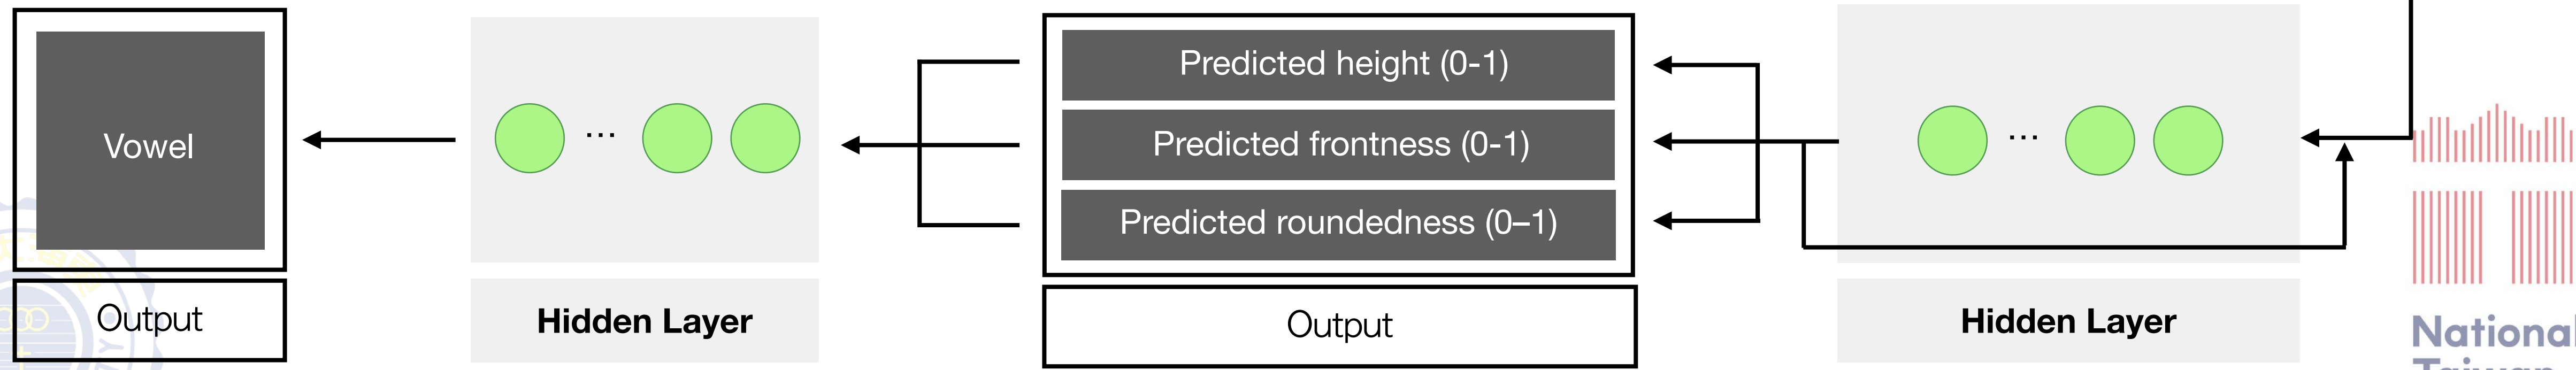 Vowel
Output
...
Hidden Layer
Predicted height (0-1)
Predicted frontness (0-1)
Predicted roundedness (0–1)
Output
...
Hidden Layer
National
Taiwan